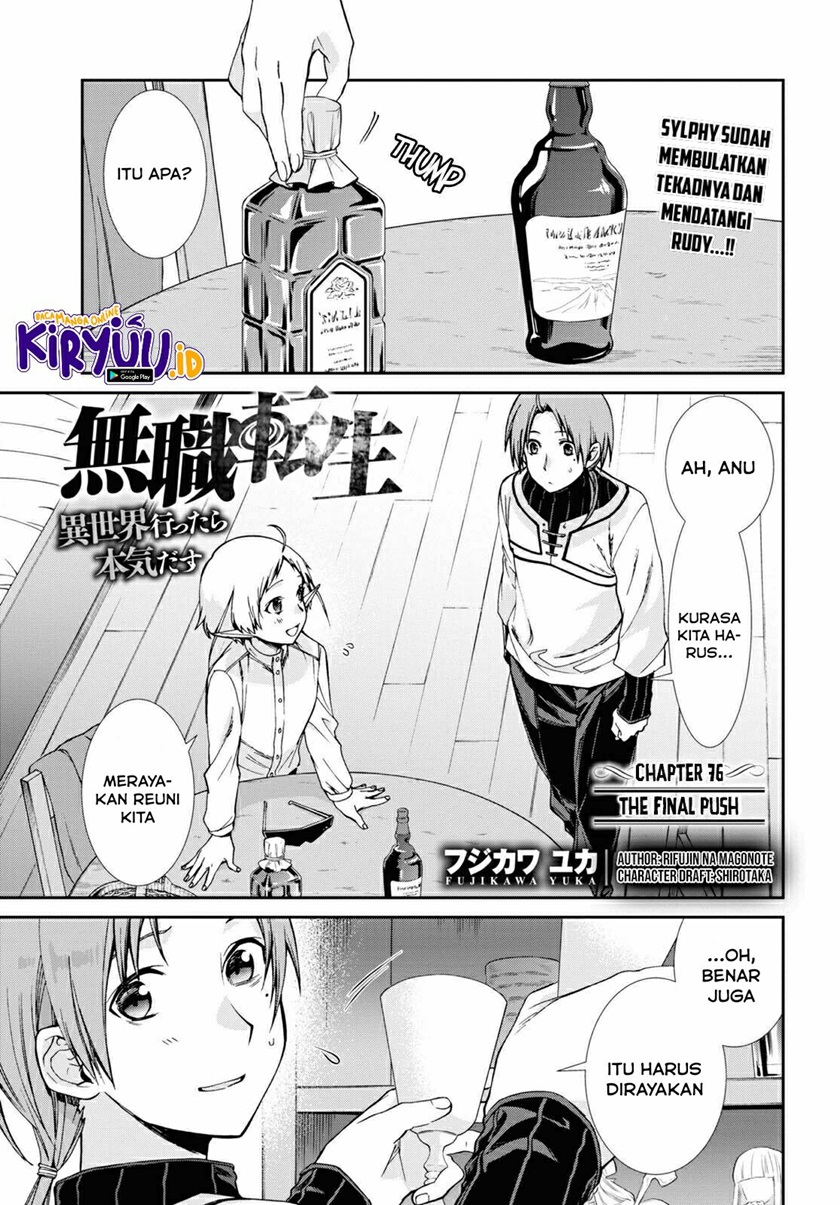 SYLPHY SUDAH
MEMBULATKAN
TEKADNYA DAN
MENDATANGI
RUDY...!!
THUMP
ITU APA?
BACA MANGA ONLINE
KIRYUU.ID
Google Play
無職転生
異世界行ったら
本気だす
AH, ANU
KURASA
KITA HA-
RUS...
MERAYA-
KAN REUNI
KITA
CHAPTER 76
THE FINAL PUSH
フジカワ ユカ
FUJIKAWA YUKA
AUTHOR: RIFUJIN NA MAGONOTE
CHARACTER DRAFT: SHIROTAKA
...OH,
BENAR
JUGA
ITU HARUS
DIRAYAKAN